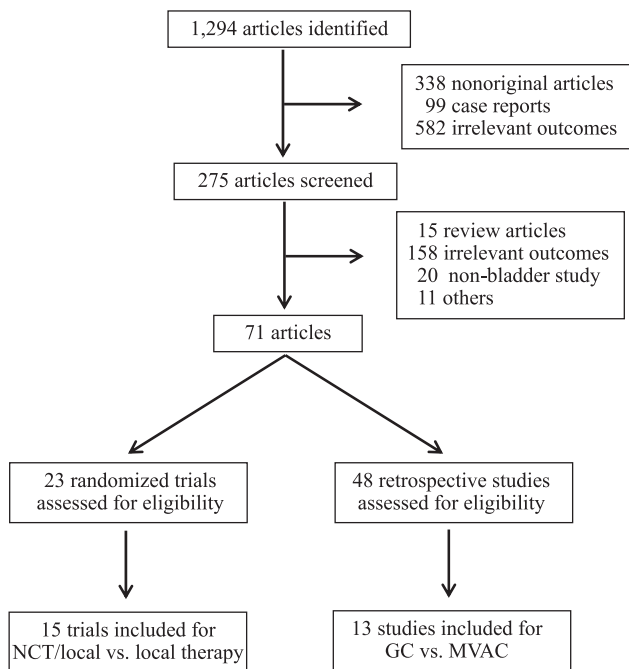 1,294 articles identified
338 nonoriginal articles
99 case reports
582 irrelevant outcomes
275 articles screened
15 review articles
158 irrelevant outcomes
20 non-bladder study
11 others
71 articles
23 randomized trials
assessed for eligibility
48 retrospective studies
assessed for eligibility
15 trials included for
NCT/local vs. local therapy
13 studies included for
GC vs. MVAC